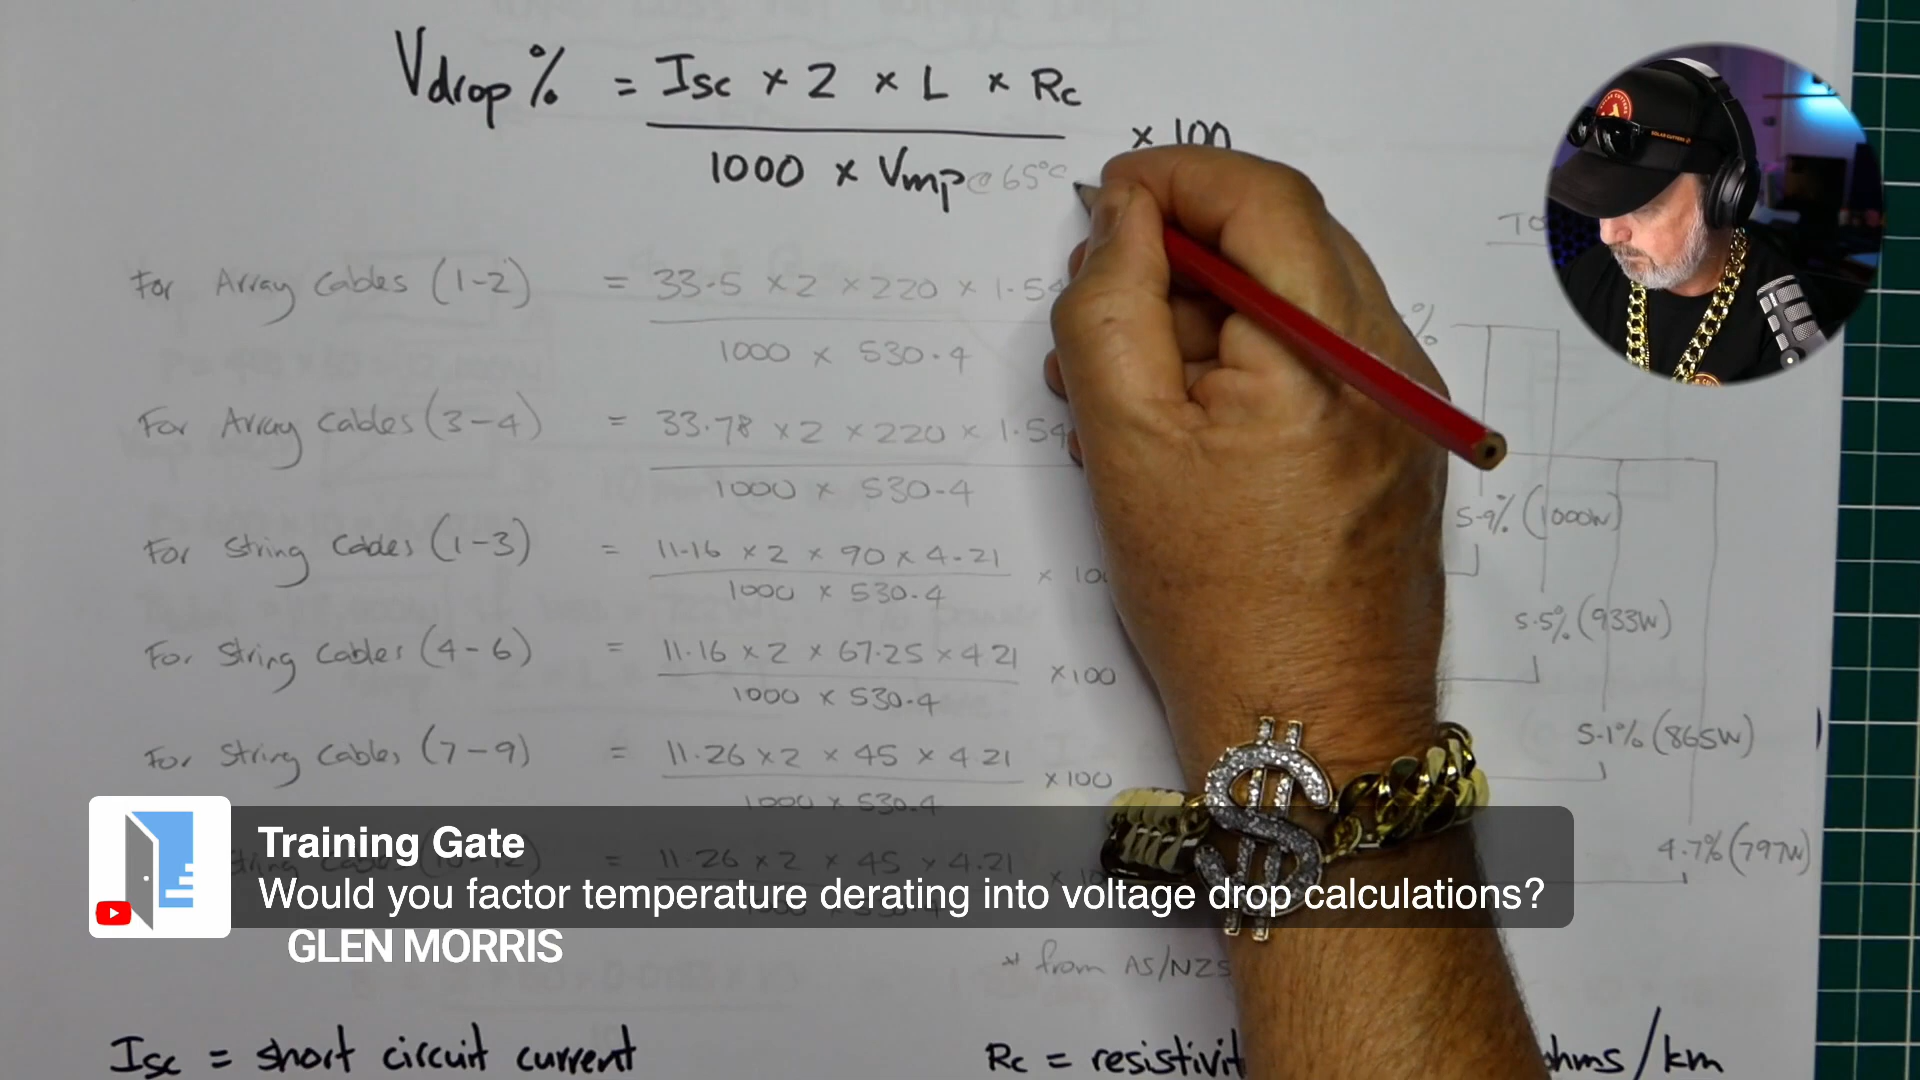 Vdrop % = Isc × 2 × L × Rc
1000 × Vmp @ 65°C
× 100
For Array Cables (1-2) = 33.5 × 2 × 220 × 1.54
1000 × 530.4
For Array Cables (3-4) = 33.78 × 2 × 220 × 1.54
1000 × 530.4
5.9% (1000W)
For String Cables (1-3) = 11.16 × 2 × 90 × 4.21
1000 × 530.4
× 10
5.5% (933W)
For String Cables (4-6) = 11.16 × 2 × 67.25 × 4.21
1000 × 530.4
×100
5.1% (865W)
For String Cables (7-9) = 11.26 × 2 × 45 × 4.21
1000 × 530.4
×100
Training Gate
= 11.26 × 2 × 45 × 4.21
4.7% (797W)
Would you factor temperature derating into voltage drop calculations?
GLEN MORRIS
* from AS/NZS
Isc = short circuit current
Rc = resistivit
ohms/km